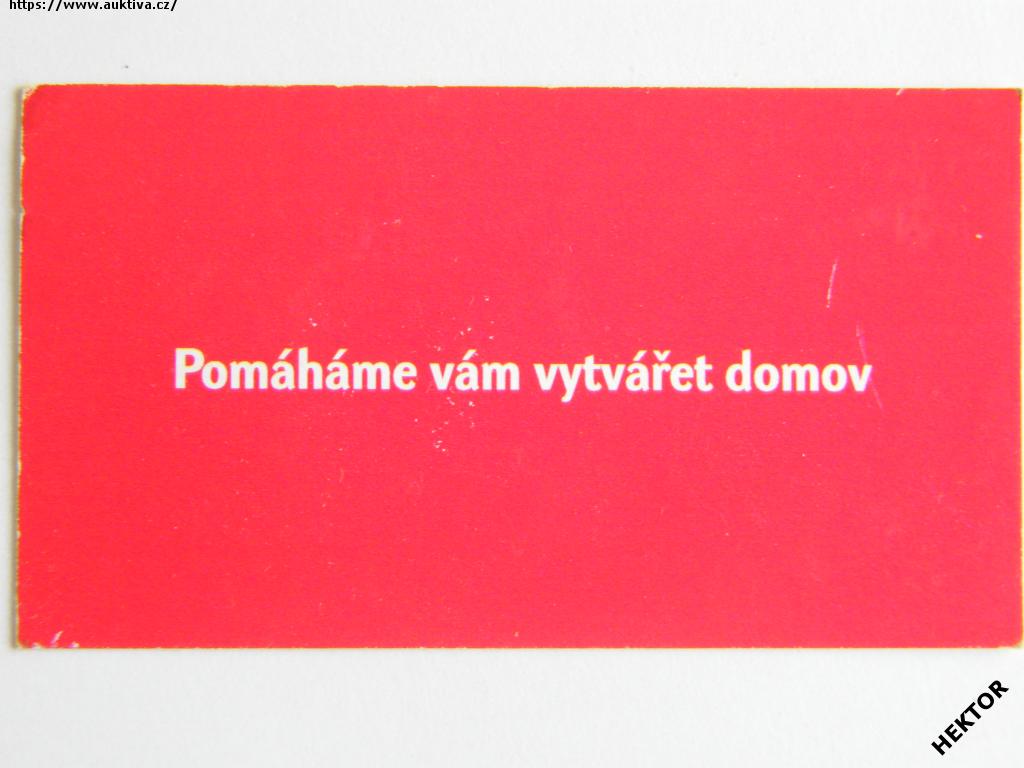 https://www.auktiva.cz/
Pomáháme vám vytvářet domov
HEKTOR